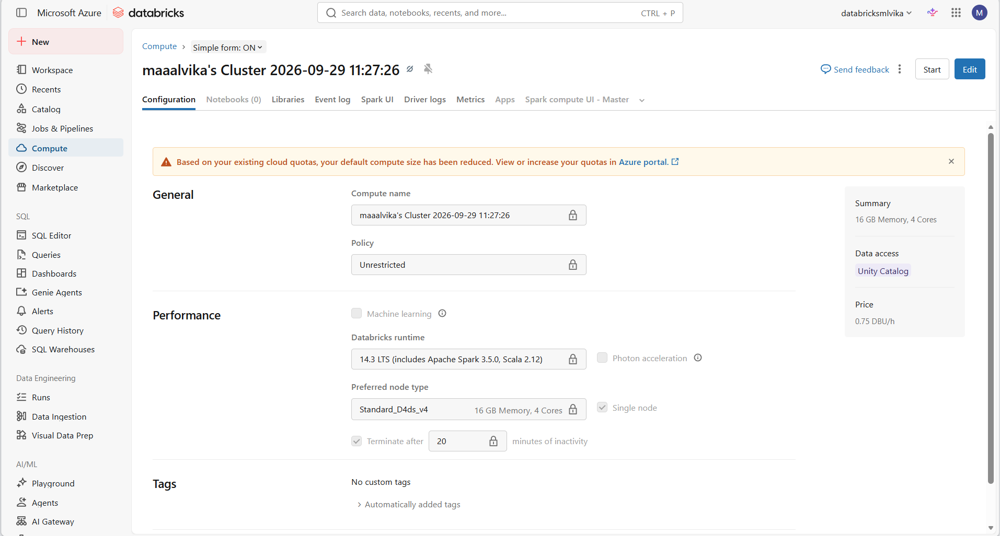 Microsoft Azure databricks
Search data, notebooks, recents, and more... CTRL + P
databricksmlvika
M
New
Workspace
Recents
Catalog
Jobs & Pipelines
Compute
Discover
Marketplace
SQL
SQL Editor
Queries
Dashboards
Genie Agents
Alerts
Query History
SQL Warehouses
Data Engineering
Runs
Data Ingestion
Visual Data Prep
AI/ML
Playground
Agents
AI Gateway
Compute › Simple form: ON
maaalvika's Cluster 2026-09-29 11:27:26
Send feedback Start Edit
Configuration Notebooks (0) Libraries Event log Spark UI Driver logs Metrics Apps Spark compute UI - Master
Based on your existing cloud quotas, your default compute size has been reduced. View or increase your quotas in Azure portal.
General
Compute name
maaalvika's Cluster 2026-09-29 11:27:26
Policy
Unrestricted
Performance
Machine learning
Databricks runtime
14.3 LTS (includes Apache Spark 3.5.0, Scala 2.12) Photon acceleration
Preferred node type
Standard_D4ds_v4 16 GB Memory, 4 Cores Single node
Terminate after 20 minutes of inactivity
Tags
No custom tags
Automatically added tags
Summary
16 GB Memory, 4 Cores
Data access
Unity Catalog
Price
0.75 DBU/h